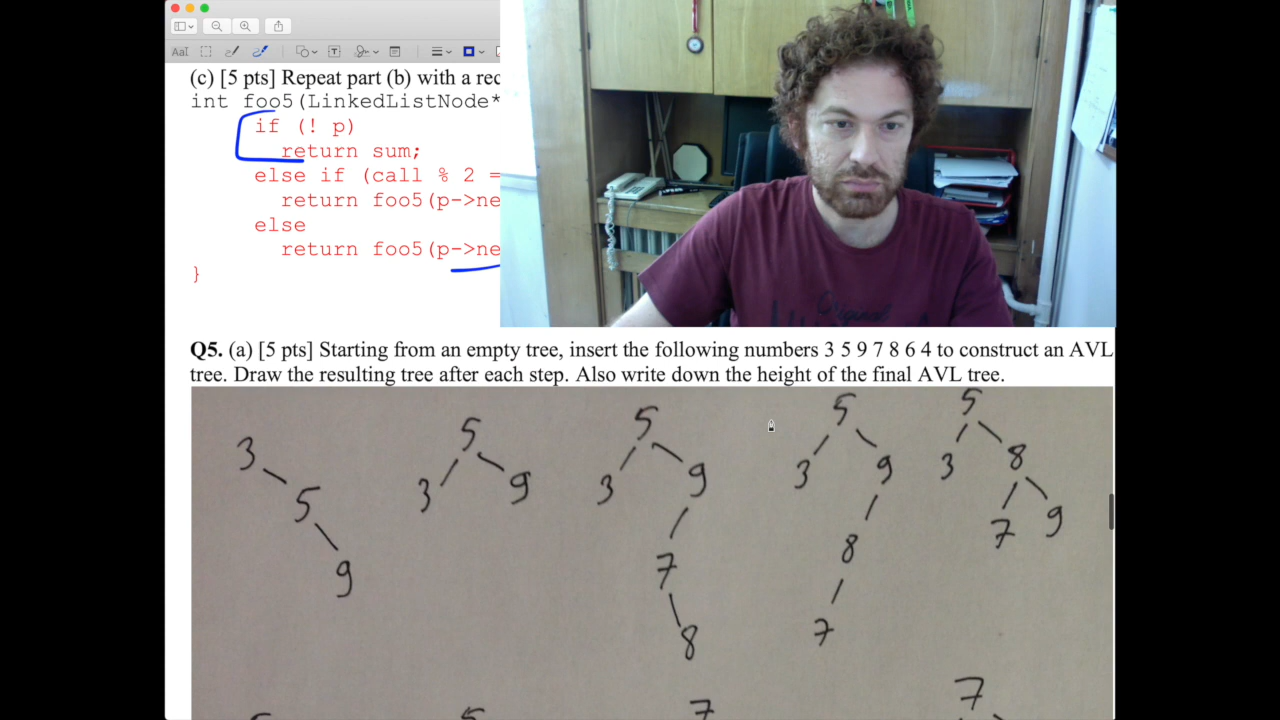 AaI
T
(c) [5 pts] Repeat part (b) with a rec
int foo5(LinkedListNode*
if (! p)
return sum;
else if (call % 2 =
return foo5(p->ne
else
return foo5(p->ne
}
Original
Q5. (a) [5 pts] Starting from an empty tree, insert the following numbers 3 5 9 7 8 6 4 to construct an AVL
tree. Draw the resulting tree after each step. Also write down the height of the final AVL tree.
3
5
9
5
3 9
5
3 9
7
8
5
3 9
8
7
5
3 8
7 9
7
7